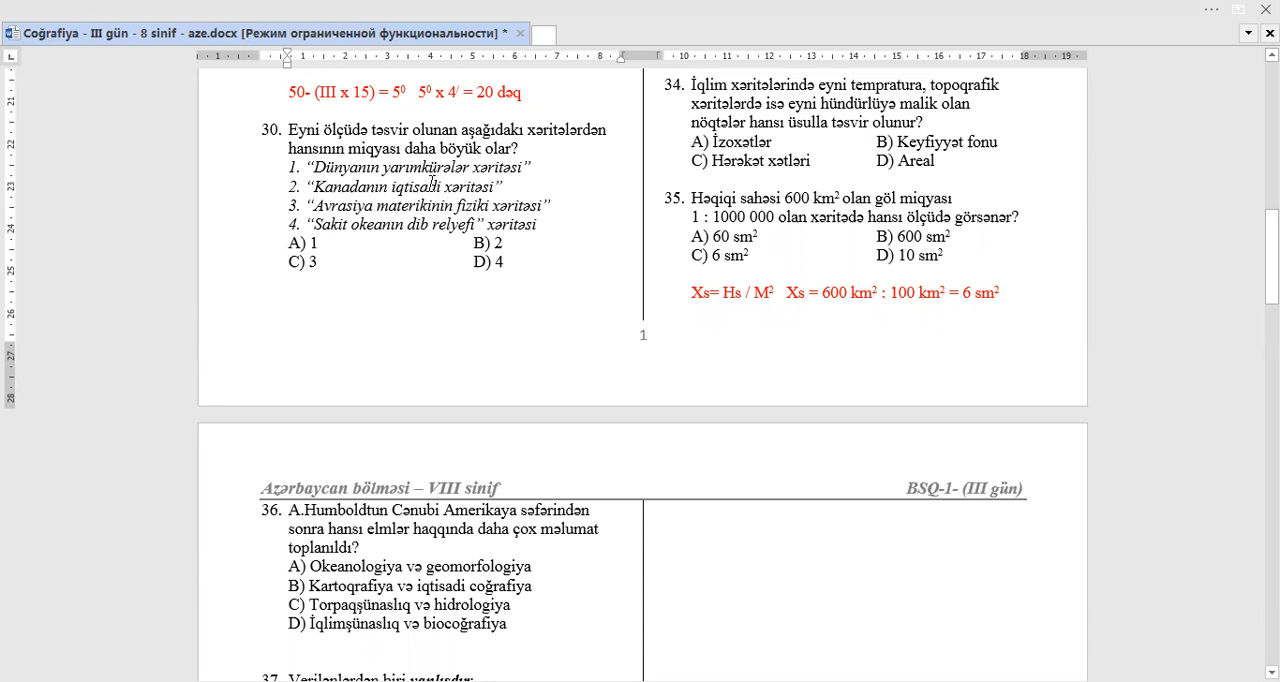 Coğrafiya - III gün - 8 sinif - aze.docx [Режим ограниченной функциональности] *
50- (III x 15) = 5⁰ 5⁰ x 4′ = 20 dəq
30. Eyni ölçüdə təsvir olunan aşağıdakı xəritələrdən
hansının miqyası daha böyük olar?
1. “Dünyanın yarımkürələr xəritəsi”
2. “Kanadanın iqtisadi xəritəsi”
3. “Avrasiya materikinin fiziki xəritəsi”
4. “Sakit okeanın dib relyefi” xəritəsi
A) 1 B) 2
C) 3 D) 4
34. İqlim xəritələrində eyni tempratura, topoqrafik
xəritələrdə isə eyni hündürlüyə malik olan
nöqtələr hansı üsulla təsvir olunur?
A) İzoxətlər B) Keyfiyyət fonu
C) Hərəkət xətləri D) Areal
35. Həqiqi sahəsi 600 km² olan göl miqyası
1 : 1000 000 olan xəritədə hansı ölçüdə görsənər?
A) 60 sm² B) 600 sm²
C) 6 sm² D) 10 sm²
Xs= Hs / M² Xs = 600 km² : 100 km² = 6 sm²
1
Azərbaycan bölməsi – VIII sinif BSQ-1- (III gün)
36. A.Humboldtun Cənubi Amerikaya səfərindən
sonra hansı elmlər haqqında daha çox məlumat
toplanıldı?
A) Okeanologiya və geomorfologiya
B) Kartoqrafiya və iqtisadi coğrafiya
C) Torpaqşünaslıq və hidrologiya
D) İqlimşünaslıq və biocoğrafiya
37. Verilənlərdən biri yanlışdır: